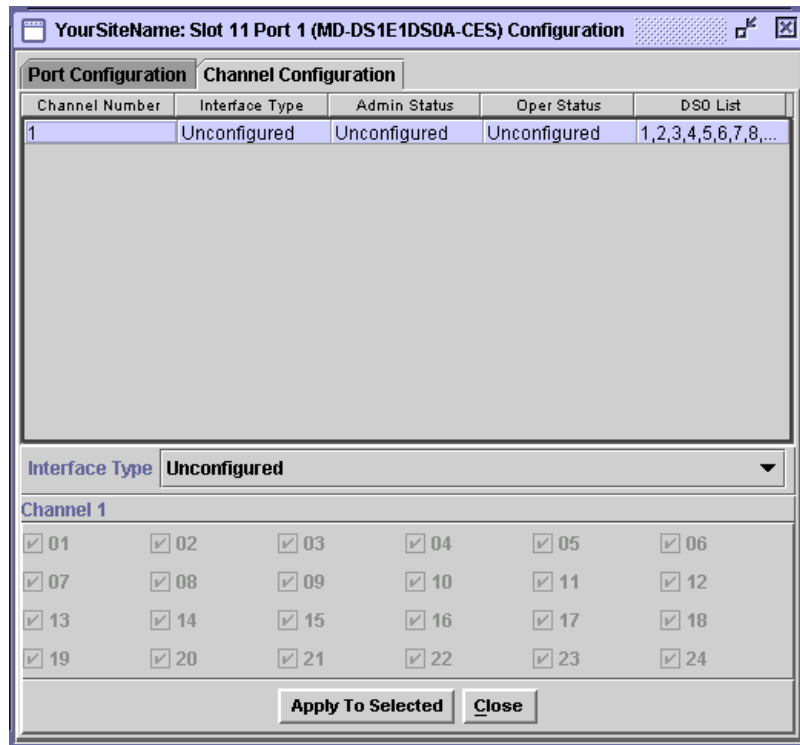 YourSiteName: Slot 11 Port 1 (MD-DS1E1DS0A-CES) Configuration
Port Configuration Channel Configuration
Channel Number Interface Type Admin Status Oper Status DS0 List
1 Unconfigured Unconfigured Unconfigured 1,2,3,4,5,6,7,8,...
Interface Type Unconfigured
Channel 1
01 02 03 04 05 06
07 08 09 10 11 12
13 14 15 16 17 18
19 20 21 22 23 24
Apply To Selected Close